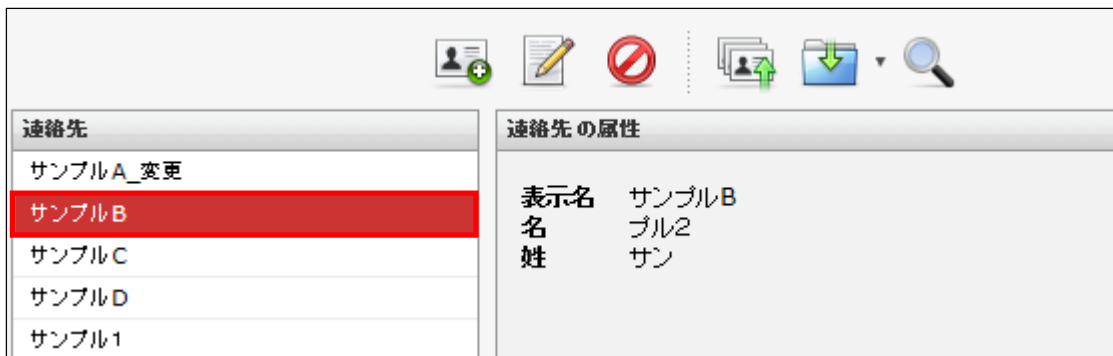 連絡先
サンプルA_変更
サンプルB
サンプルC
サンプルD
サンプル1
連絡先の属性
表示名 サンプルB
名 プル2
姓 サン